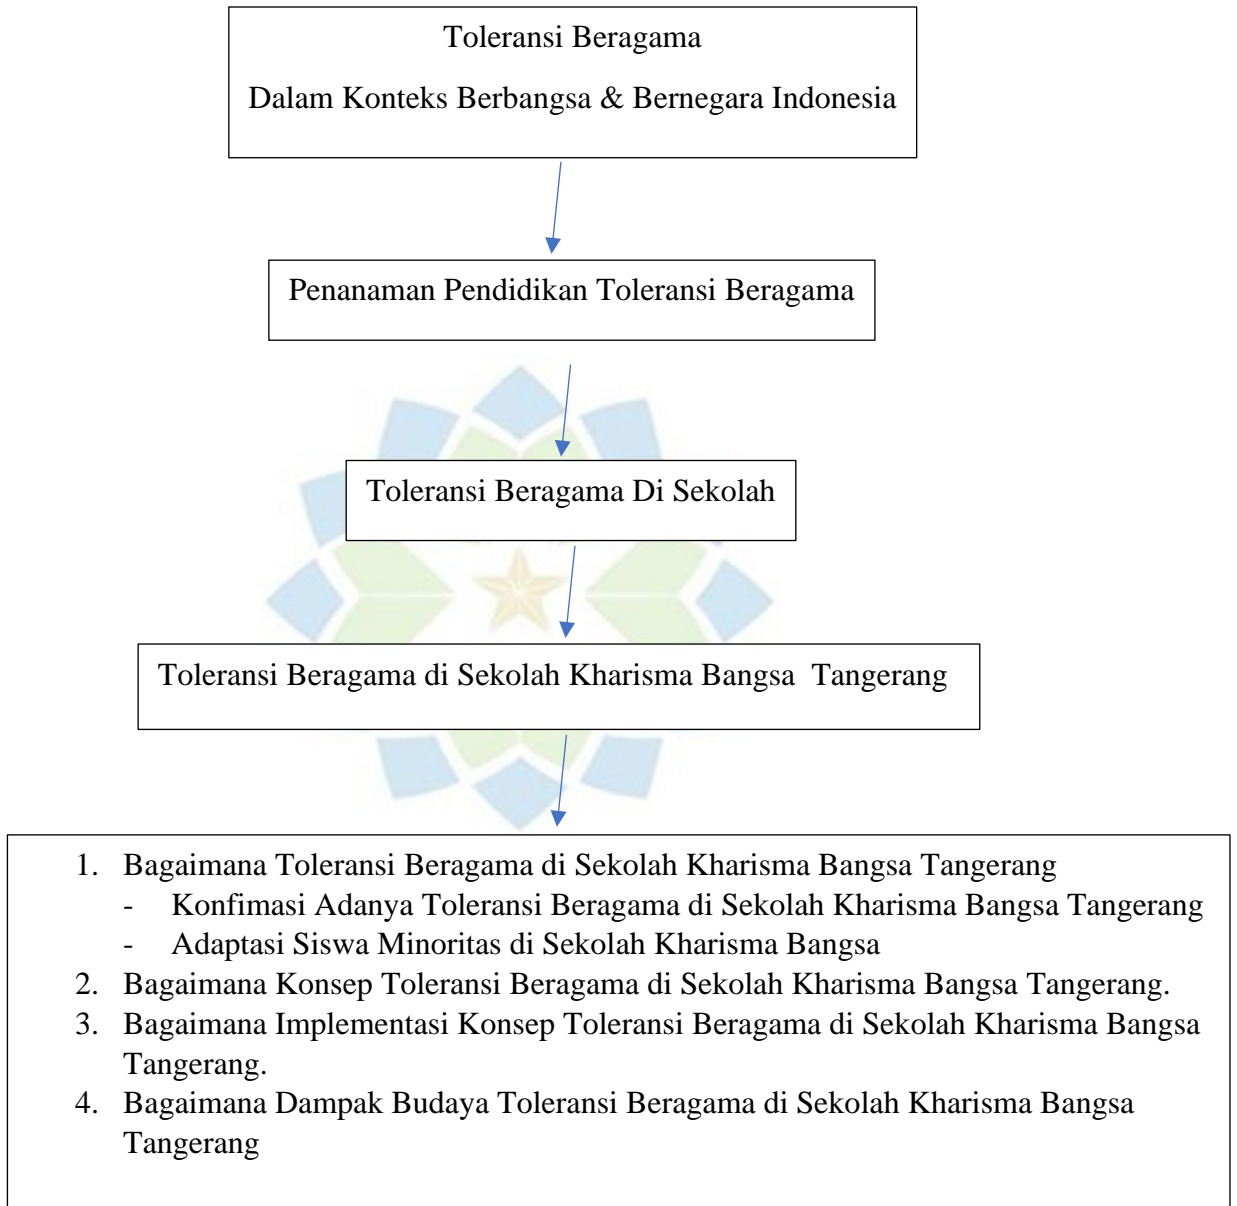 Toleransi Beragama
Dalam Konteks Berbangsa & Bernegara Indonesia
Penanaman Pendidikan Toleransi Beragama
Toleransi Beragama Di Sekolah
Toleransi Beragama di Sekolah Kharisma Bangsa  Tangerang
1. Bagaimana Toleransi Beragama di Sekolah Kharisma Bangsa Tangerang
- Konfimasi Adanya Toleransi Beragama di Sekolah Kharisma Bangsa Tangerang
- Adaptasi Siswa Minoritas di Sekolah Kharisma Bangsa
2. Bagaimana Konsep Toleransi Beragama di Sekolah Kharisma Bangsa Tangerang.
3. Bagaimana Implementasi Konsep Toleransi Beragama di Sekolah Kharisma Bangsa
Tangerang.
4. Bagaimana Dampak Budaya Toleransi Beragama di Sekolah Kharisma Bangsa
Tangerang